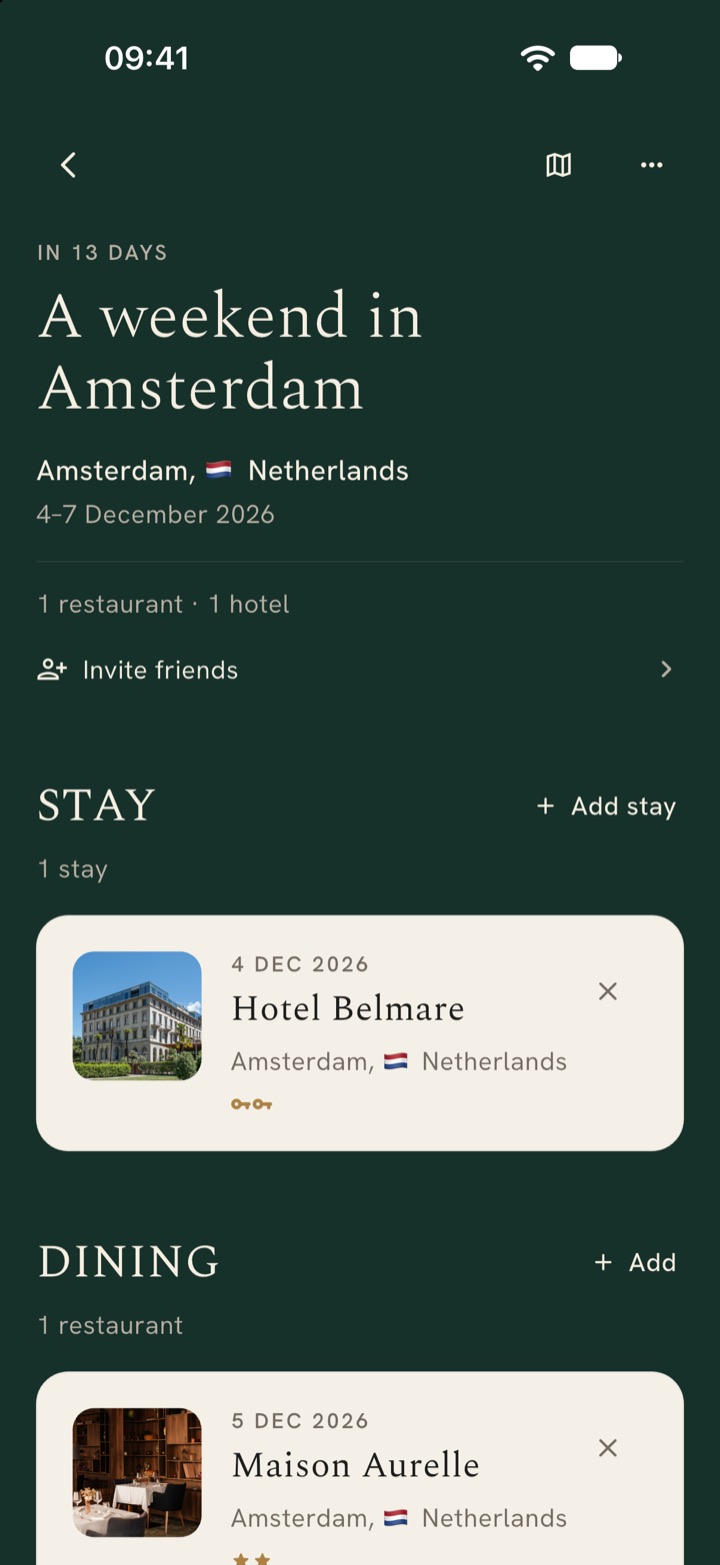 09:41
IN 13 DAYS
A weekend in
Amsterdam
Amsterdam, 🇳🇱 Netherlands
4–7 December 2026
1 restaurant · 1 hotel
Invite friends
STAY
+ Add stay
1 stay
4 DEC 2026
Hotel Belmare
Amsterdam, 🇳🇱 Netherlands
DINING
+ Add
1 restaurant
5 DEC 2026
Maison Aurelle
Amsterdam, 🇳🇱 Netherlands